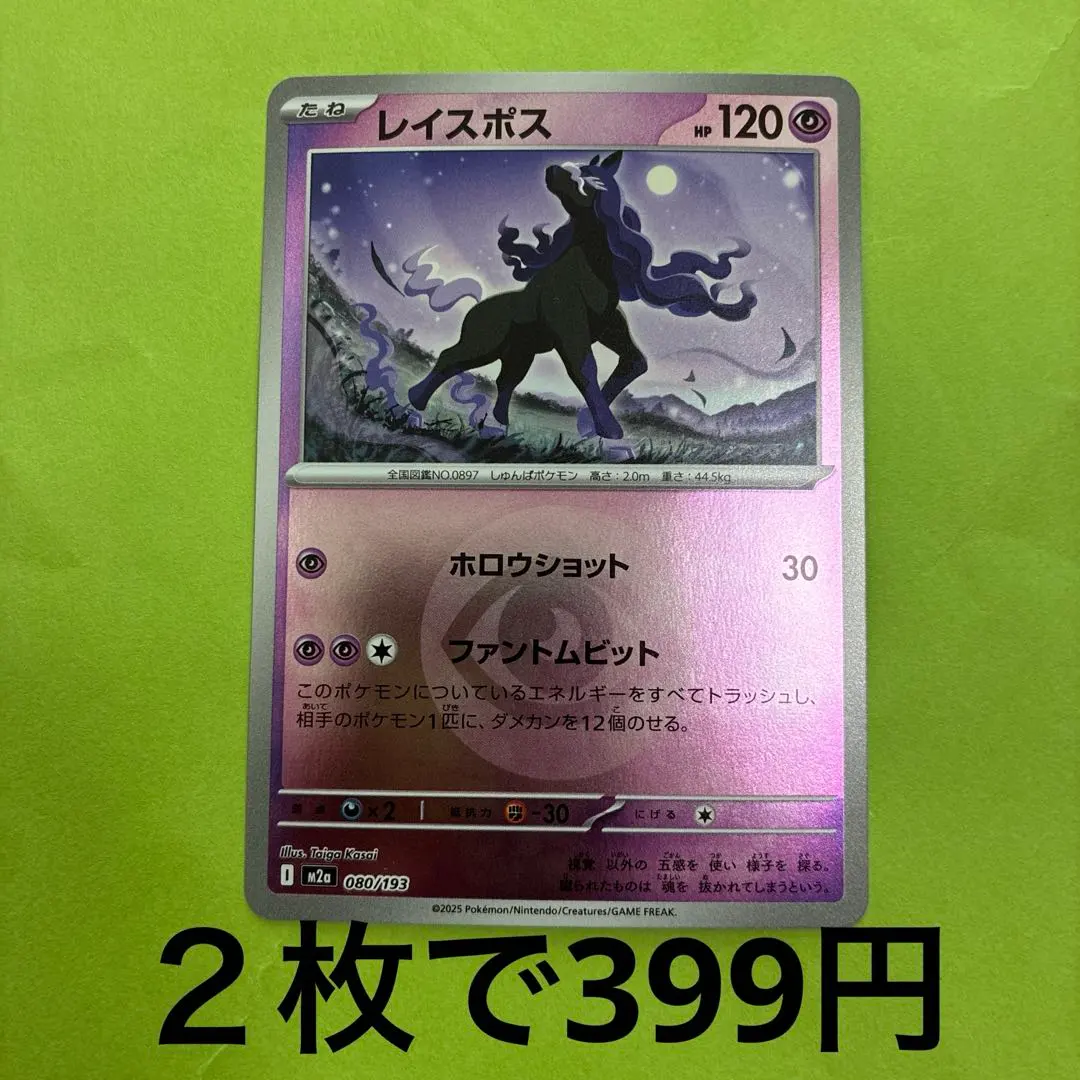 たね レイスポス HP 120
全国図鑑NO.0897 しゅんばポケモン 高さ：2.0m 重さ：44.5kg
ホロウショット 30
ファントムビット
このポケモンについているエネルギーをすべてトラッシュし、
相手のポケモン1匹に、ダメカンを12個のせる。
弱点 ×2 抵抗力 -30 にげる
Illus. Taiga Kasai
視覚 以外の 五感を 使い 様子を 探る。
蹴られたものは 魂を 抜かれてしまうという。
I M2a 080/193
©2025 Pokémon/Nintendo/Creatures/GAME FREAK.
２枚で399円